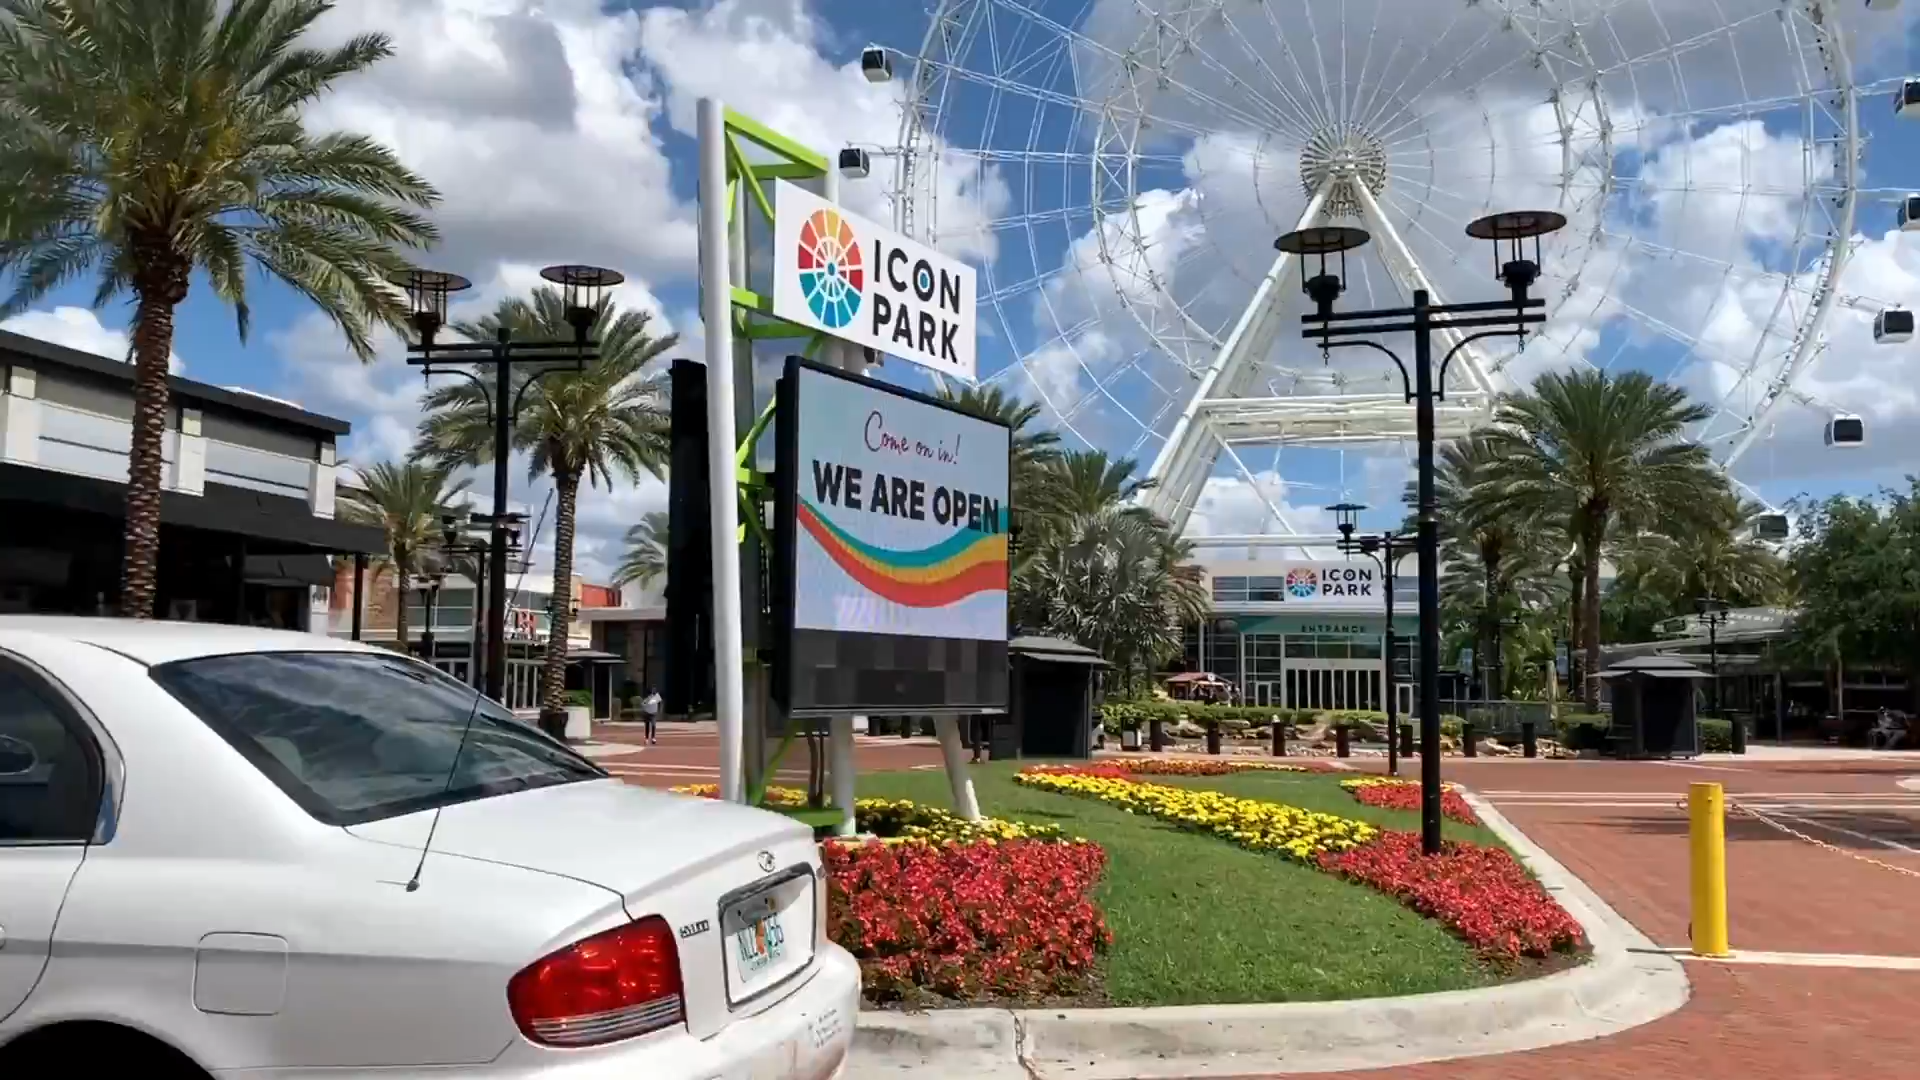 ICON
PARK
Come on in!
WE ARE OPEN
ICON
PARK
ENTRANCE